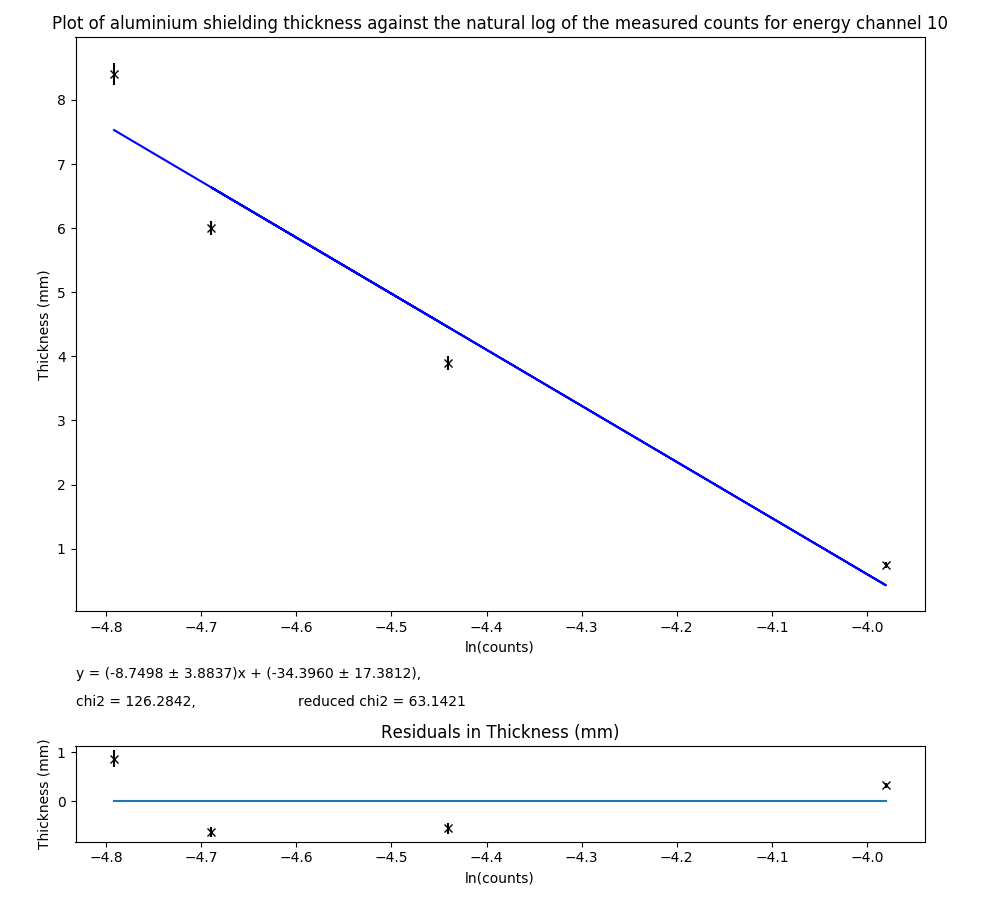 Plot of aluminium shielding thickness against the natural log of the measured counts for energy channel 10
8
7
6
5
4
3
2
1
Thickness (mm)
−4.8 −4.7 −4.6 −4.5 −4.4 −4.3 −4.2 −4.1 −4.0
ln(counts)
y = (-8.7498 ± 3.8837)x + (-34.3960 ± 17.3812),
chi2 = 126.2842, reduced chi2 = 63.1421
Residuals in Thickness (mm)
1
0
Thickness (mm)
−4.8 −4.7 −4.6 −4.5 −4.4 −4.3 −4.2 −4.1 −4.0
ln(counts)